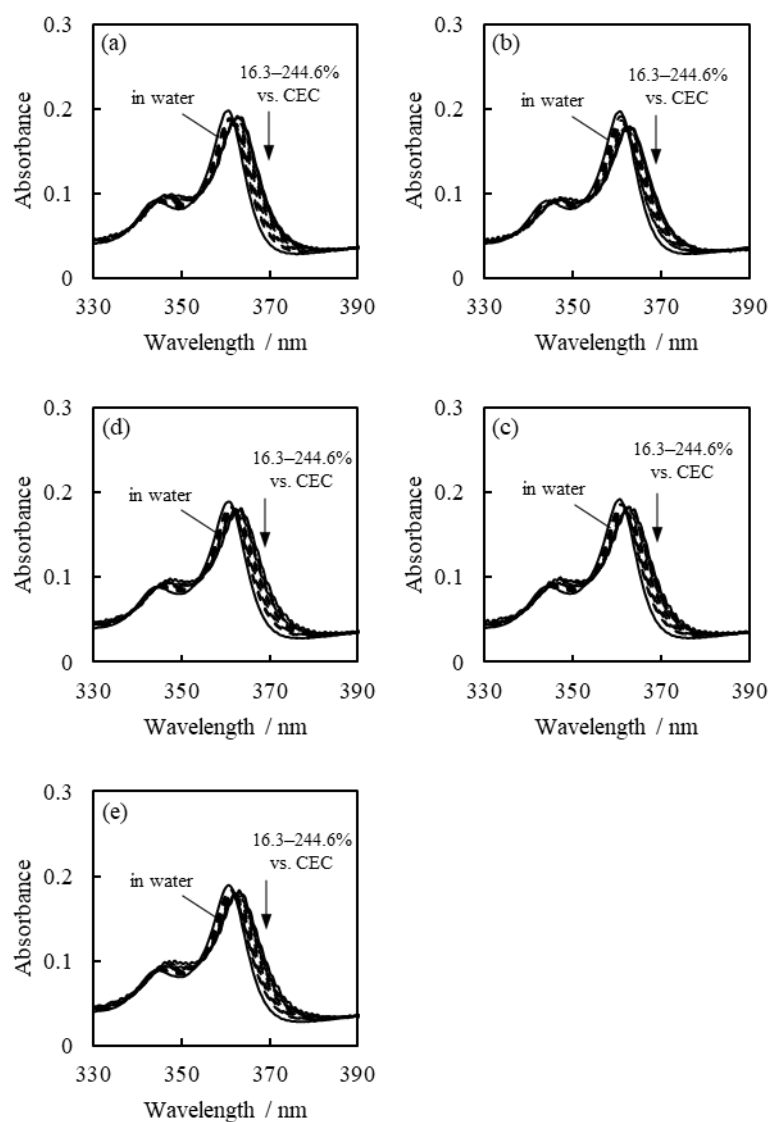 0.3
(a)
16.3–244.6%
vs. CEC
in water
0.2
0.1
0
Absorbance
330 350 370 390
Wavelength / nm
0.3
(b)
16.3–244.6%
vs. CEC
in water
0.2
0.1
0
Absorbance
330 350 370 390
Wavelength / nm
0.3
(d)
16.3–244.6%
vs. CEC
in water
0.2
0.1
0
Absorbance
330 350 370 390
Wavelength / nm
0.3
(c)
16.3–244.6%
vs. CEC
in water
0.2
0.1
0
Absorbance
330 350 370 390
Wavelength / nm
0.3
(e)
16.3–244.6%
vs. CEC
in water
0.2
0.1
0
Absorbance
330 350 370 390
Wavelength / nm